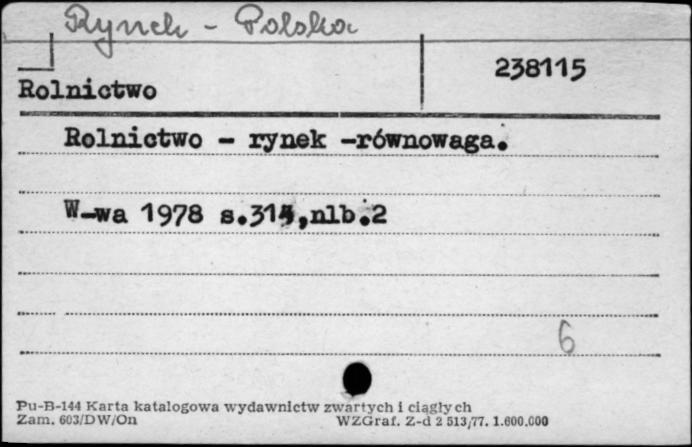 Rynek - Polska
238115
Rolnictwo
Rolnictwo - rynek -równowaga.
W-wa 1978 s.314,nlb.2
6
Pu-B-144 Karta katalogowa wydawnictw zwartych i ciągłych
Zam. 603/DW/On WZGraf. Z-d 2 513/77. 1.600.000